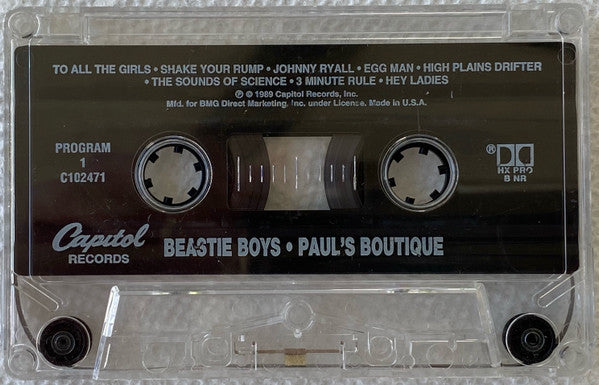 TO ALL THE GIRLS • SHAKE YOUR RUMP • JOHNNY RYALL • EGG MAN • HIGH PLAINS DRIFTER
• THE SOUNDS OF SCIENCE • 3 MINUTE RULE • HEY LADIES
℗ © 1989 Capitol Records, Inc.
Mfd. for BMG Direct Marketing, Inc. under License. Made in U.S.A.
PROGRAM
1
C102471
®
HX PRO
B NR
Capitol
RECORDS
BEASTIE BOYS • PAUL'S BOUTIQUE